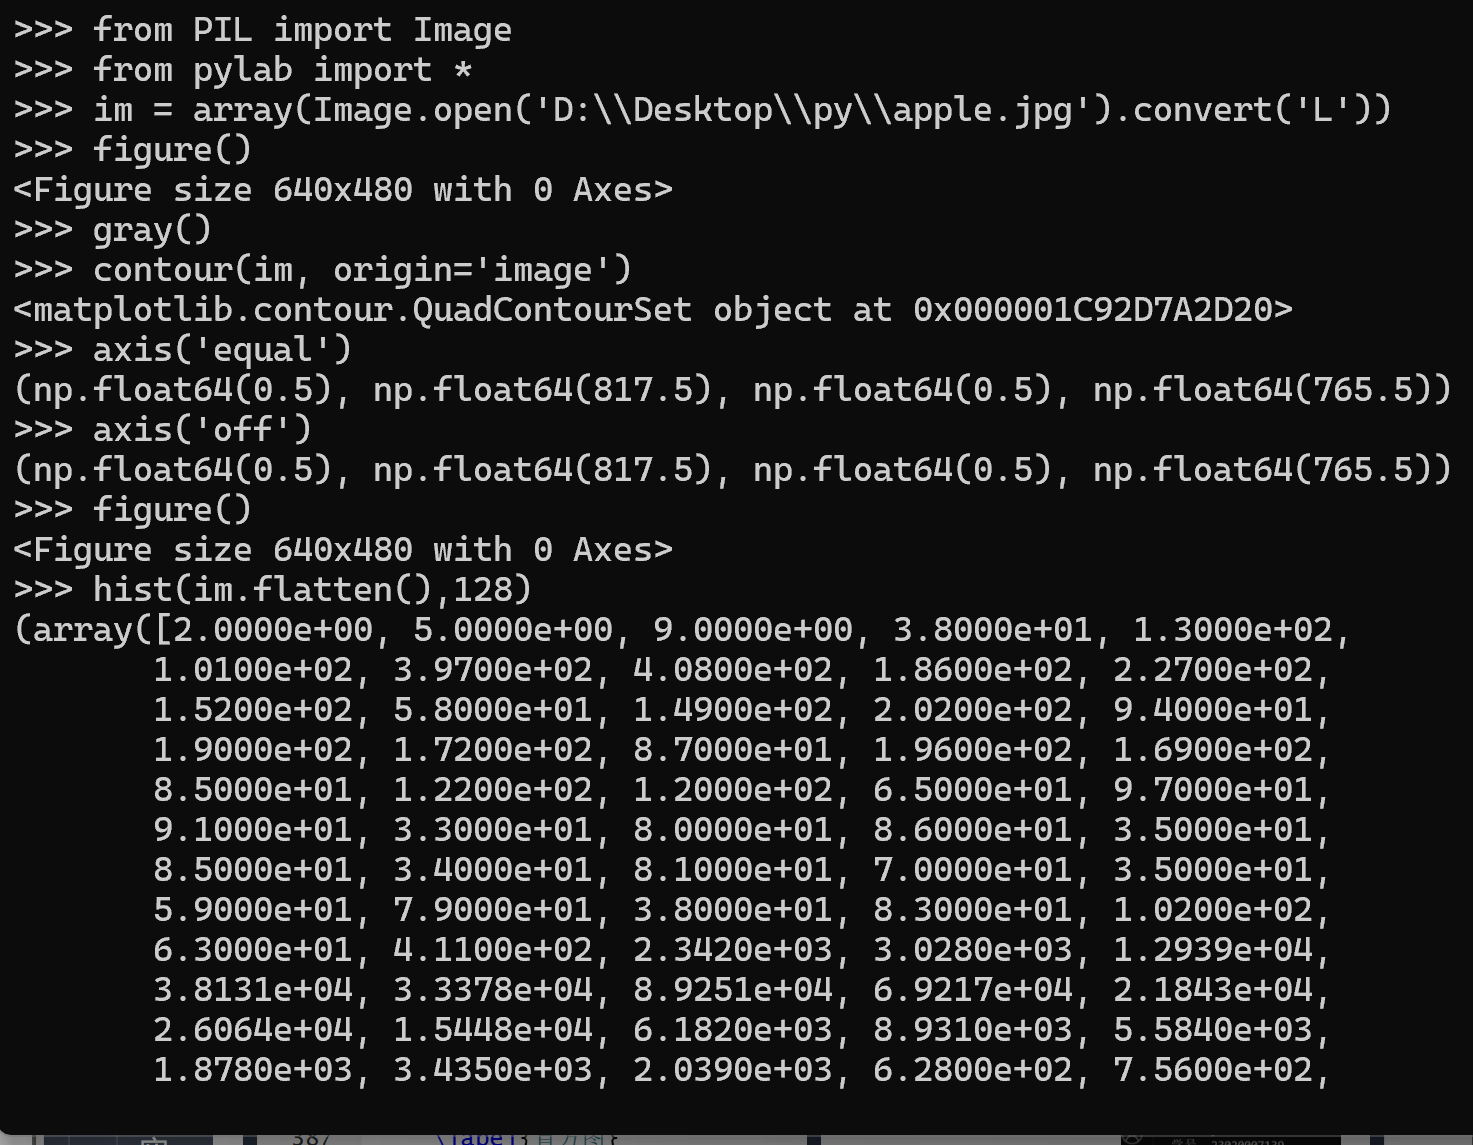 >>> from PIL import Image
>>> from pylab import *
>>> im = array(Image.open('D:\\Desktop\\py\\apple.jpg').convert('L'))
>>> figure()
<Figure size 640x480 with 0 Axes>
>>> gray()
>>> contour(im, origin='image')
<matplotlib.contour.QuadContourSet object at 0x000001C92D7A2D20>
>>> axis('equal')
(np.float64(0.5), np.float64(817.5), np.float64(0.5), np.float64(765.5))
>>> axis('off')
(np.float64(0.5), np.float64(817.5), np.float64(0.5), np.float64(765.5))
>>> figure()
<Figure size 640x480 with 0 Axes>
>>> hist(im.flatten(),128)
(array([2.0000e+00, 5.0000e+00, 9.0000e+00, 3.8000e+01, 1.3000e+02,
       1.0100e+02, 3.9700e+02, 4.0800e+02, 1.8600e+02, 2.2700e+02,
       1.5200e+02, 5.8000e+01, 1.4900e+02, 2.0200e+02, 9.4000e+01,
       1.9000e+02, 1.7200e+02, 8.7000e+01, 1.9600e+02, 1.6900e+02,
       8.5000e+01, 1.2200e+02, 1.2000e+02, 6.5000e+01, 9.7000e+01,
       9.1000e+01, 3.3000e+01, 8.0000e+01, 8.6000e+01, 3.5000e+01,
       8.5000e+01, 3.4000e+01, 8.1000e+01, 7.0000e+01, 3.5000e+01,
       5.9000e+01, 7.9000e+01, 3.8000e+01, 8.3000e+01, 1.0200e+02,
       6.3000e+01, 4.1100e+02, 2.3420e+03, 3.0280e+03, 1.2939e+04,
       3.8131e+04, 3.3378e+04, 8.9251e+04, 6.9217e+04, 2.1843e+04,
       2.6064e+04, 1.5448e+04, 6.1820e+03, 8.9310e+03, 5.5840e+03,
       1.8780e+03, 3.4350e+03, 2.0390e+03, 6.2800e+02, 7.5600e+02,
387 \label{直方图}